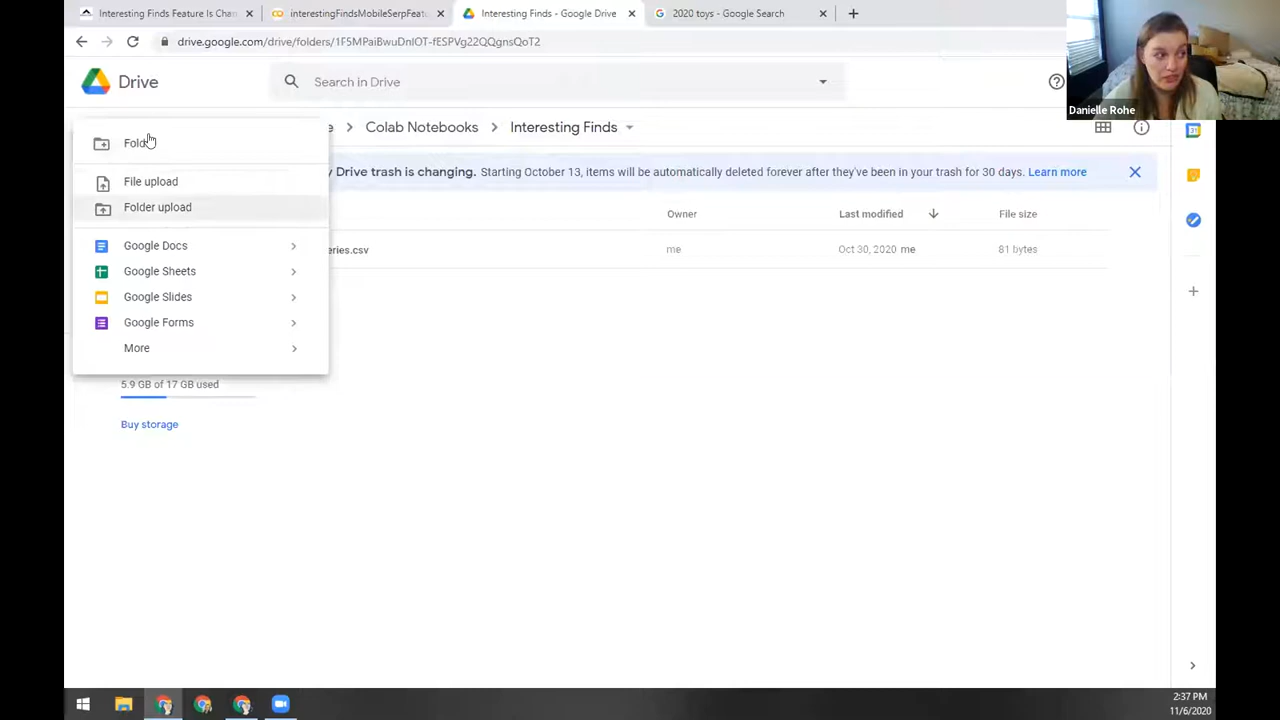 Interesting Finds Feature Is Chan
interestingFindsMobileSerpFeat
Interesting Finds - Google Drive
2020 toys - Google Search
drive.google.com/drive/folders/1F5MPaiBwuDnIOT-fESPVg22QQgnsQoT2
Drive
Search in Drive
Danielle Rohe
Colab Notebooks
Interesting Finds
Folder
y Drive trash is changing. Starting October 13, items will be automatically deleted forever after they've been in your trash for 30 days. Learn more
File upload
Folder upload
Owner
Last modified
File size
eries.csv
me
Oct 30, 2020 me
81 bytes
Google Docs
Google Sheets
Google Slides
Google Forms
More
5.9 GB of 17 GB used
Buy storage
2:37 PM
11/6/2020